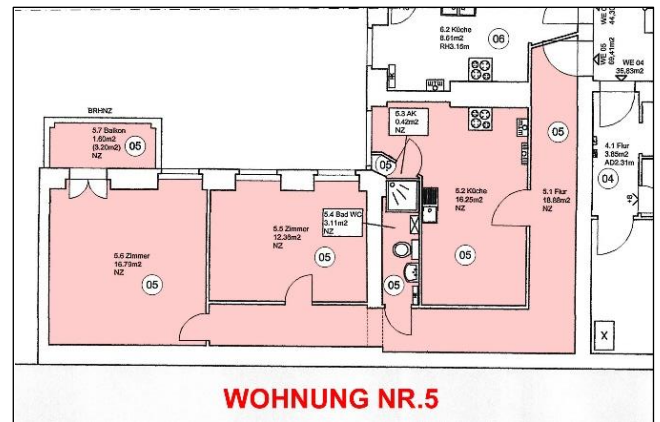 6.2 Küche
8.61m2
RH3.15m
06
WE 05
69,41m2
44,30
WE 04
35,83m2
BRHNZ
5.7 Balkon
1.60m2
(3.20m2)
NZ
05
5.3 AK
0.42m2
NZ
05
05
4.1 Flur
3.85m2
AD2.31m
04
5.4 Bad WC
3.11m2
NZ
5.2 Küche
16.25m2
NZ
5.1 Flur
18.88m2
NZ
5.5 Zimmer
12.35m2
NZ
5.6 Zimmer
16.79m2
NZ
05
05
05
05
X
WOHNUNG NR.5